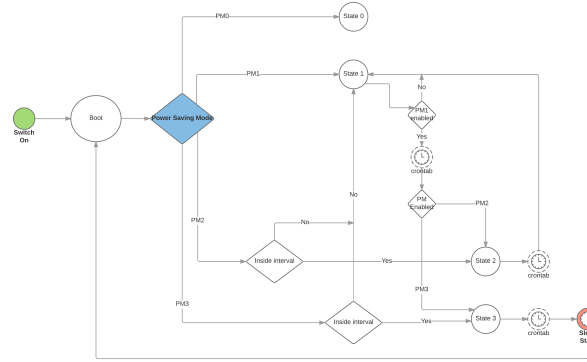 PM0
State 0
PM1
State 1
No
PM1
enabled
Switch
On
Boot
Power Saving Mode
Yes
crontab
No
PM
Enabled
PM2
PM2
No
Inside interval
Yes
State 2
crontab
PM3
PM3
Inside interval
Yes
State 3
crontab